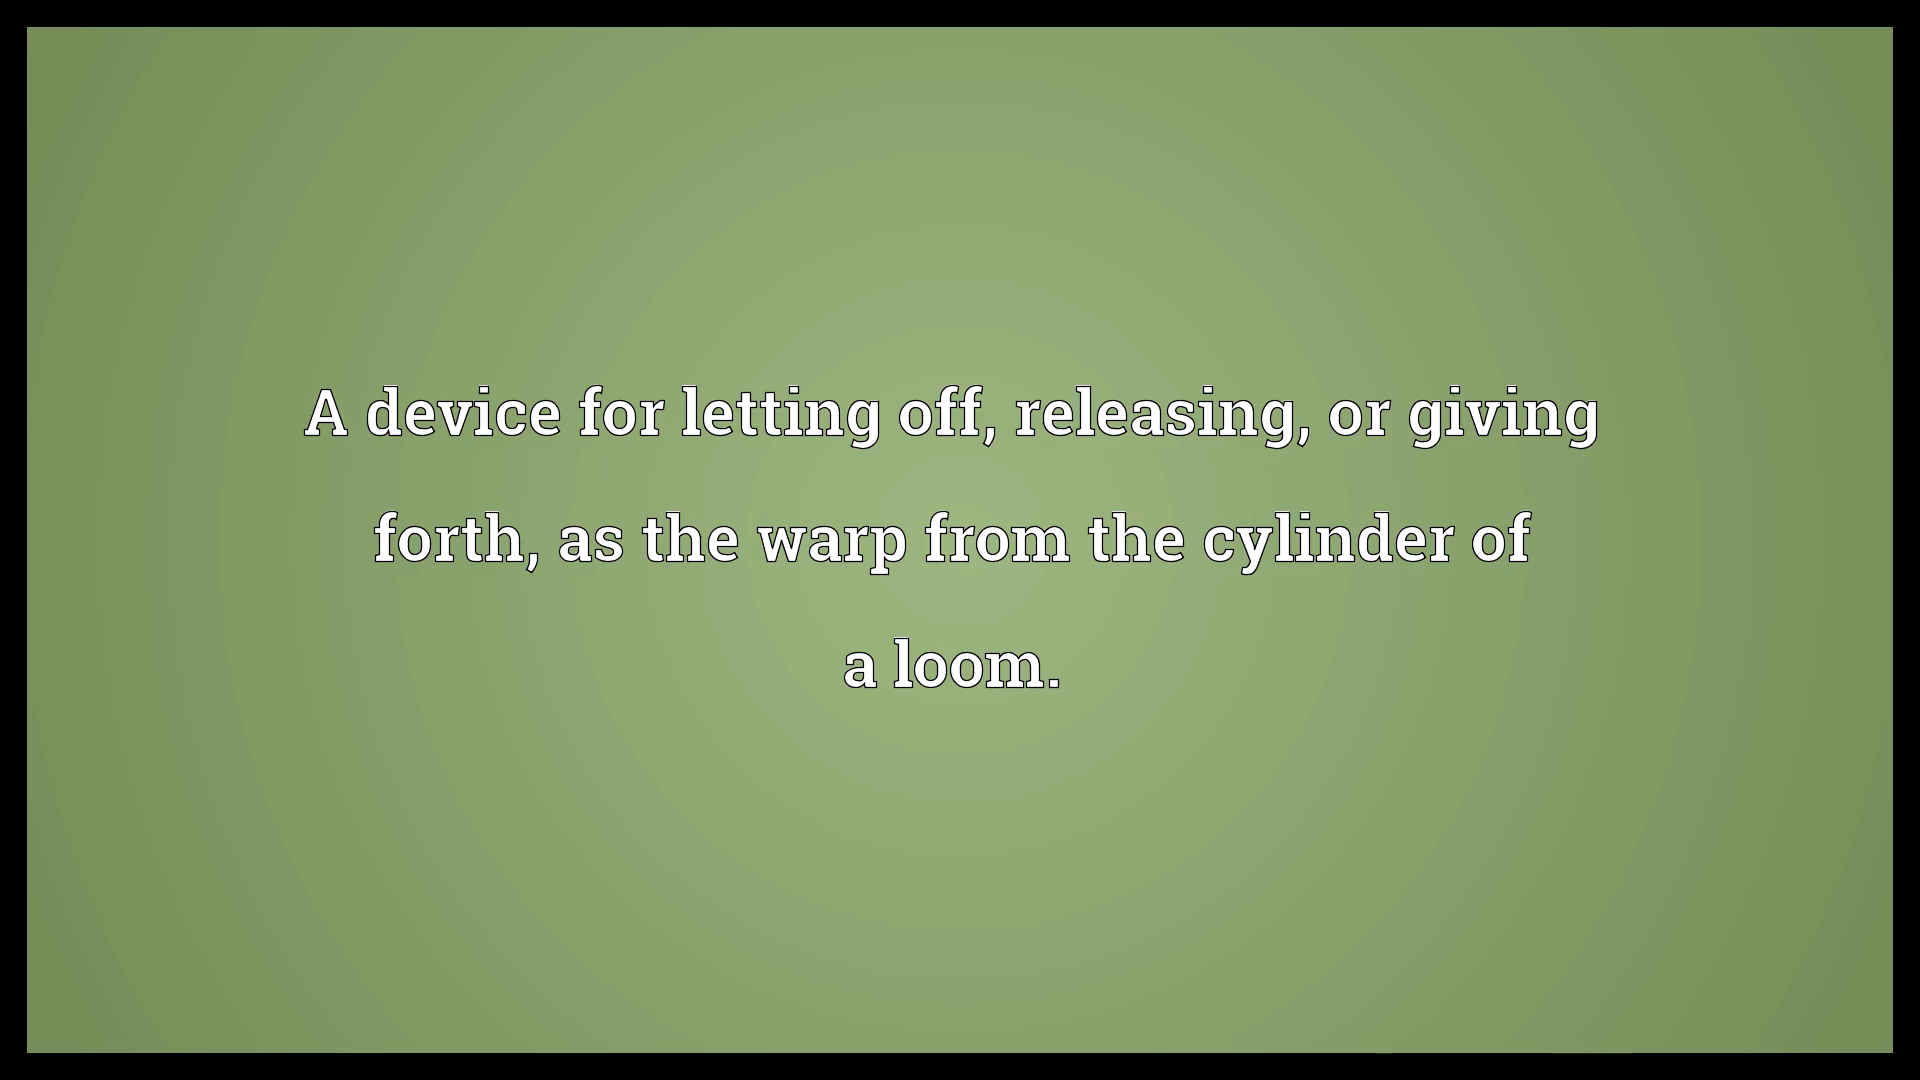 A device for letting off, releasing, or giving
forth, as the warp from the cylinder of
a loom.